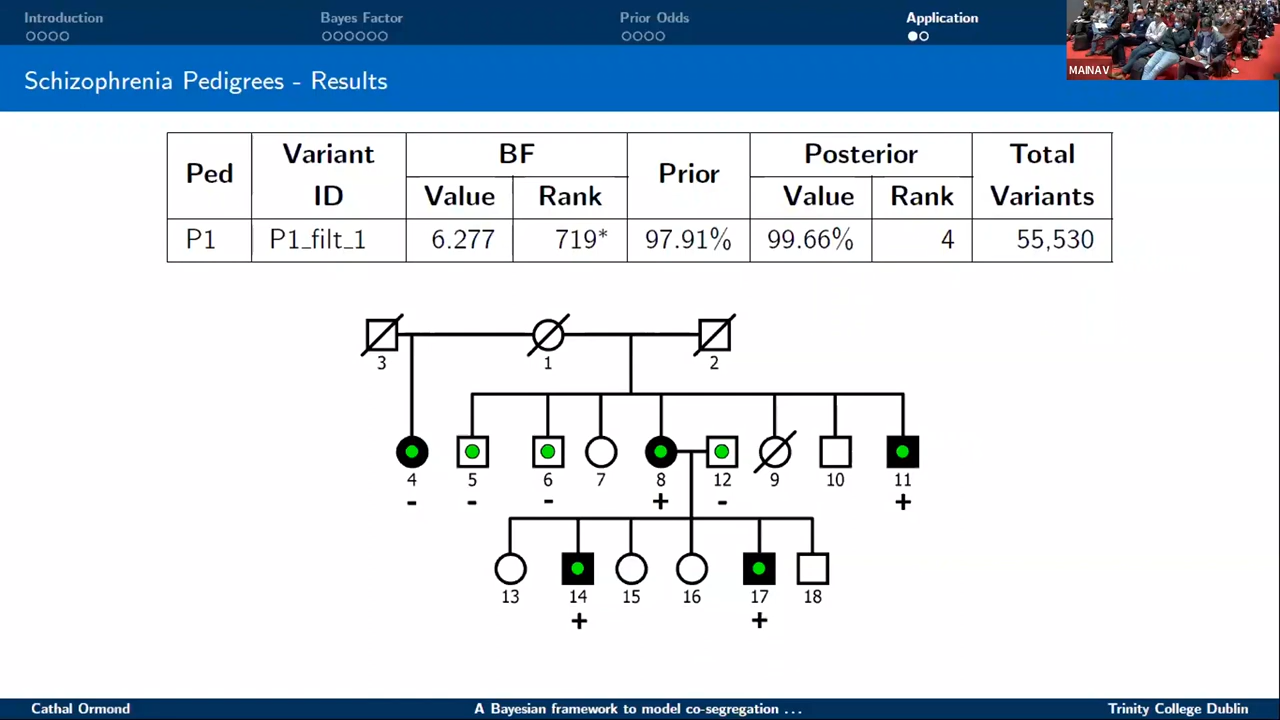 Introduction Bayes Factor Prior Odds Application
MAINAV
Schizophrenia Pedigrees - Results
Ped Variant ID BF Prior Posterior Total Variants
Value Rank Value Rank
P1 P1_filt_1 6.277 719* 97.91% 99.66% 4 55,530
3 1 2
4 5 6 7 8 12 9 10 11
- - - + - +
13 14 15 16 17 18
+ +
Cathal Ormond A Bayesian framework to model co-segregation ... Trinity College Dublin